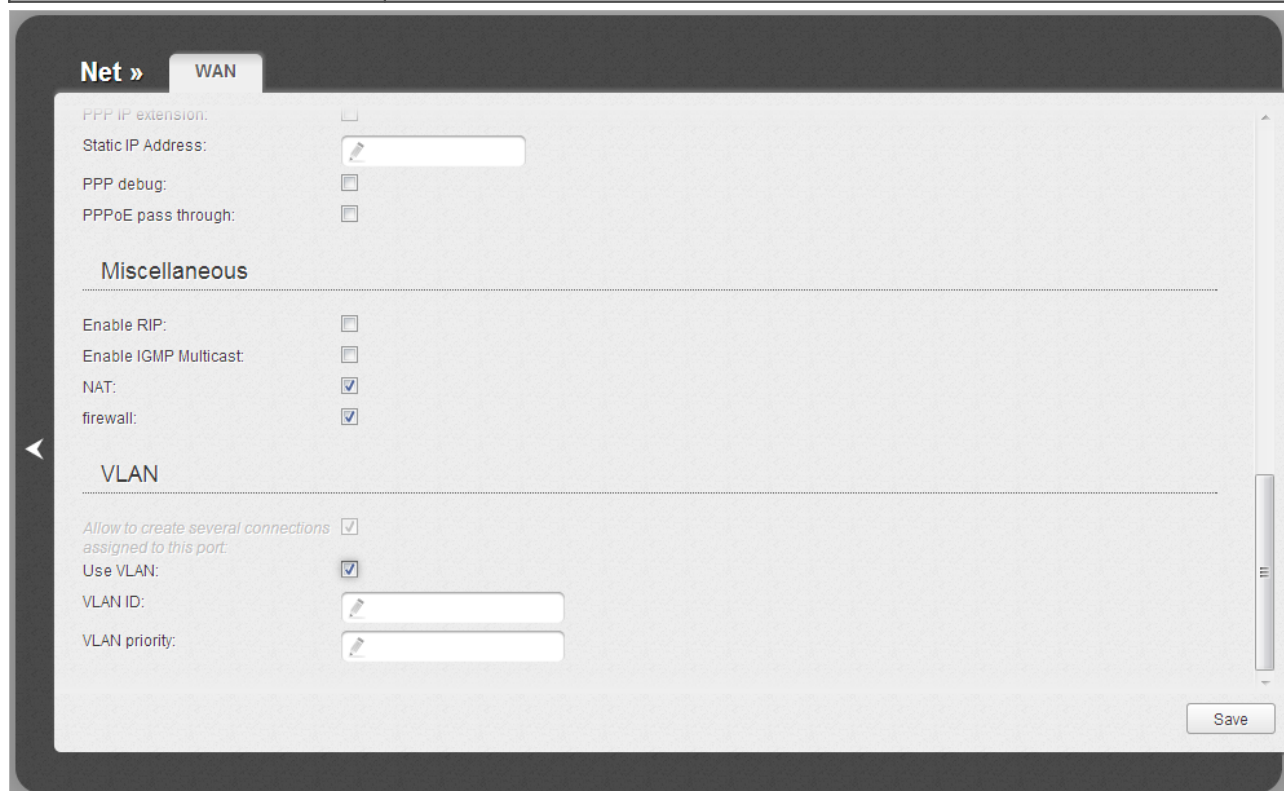 Net »
WAN
PPP IP extension:
Static IP Address:
PPP debug:
PPPoE pass through:
Miscellaneous
Enable RIP:
Enable IGMP Multicast:
NAT:
firewall:
VLAN
Allow to create several connections
assigned to this port:
Use VLAN:
VLAN ID:
VLAN priority:
Save